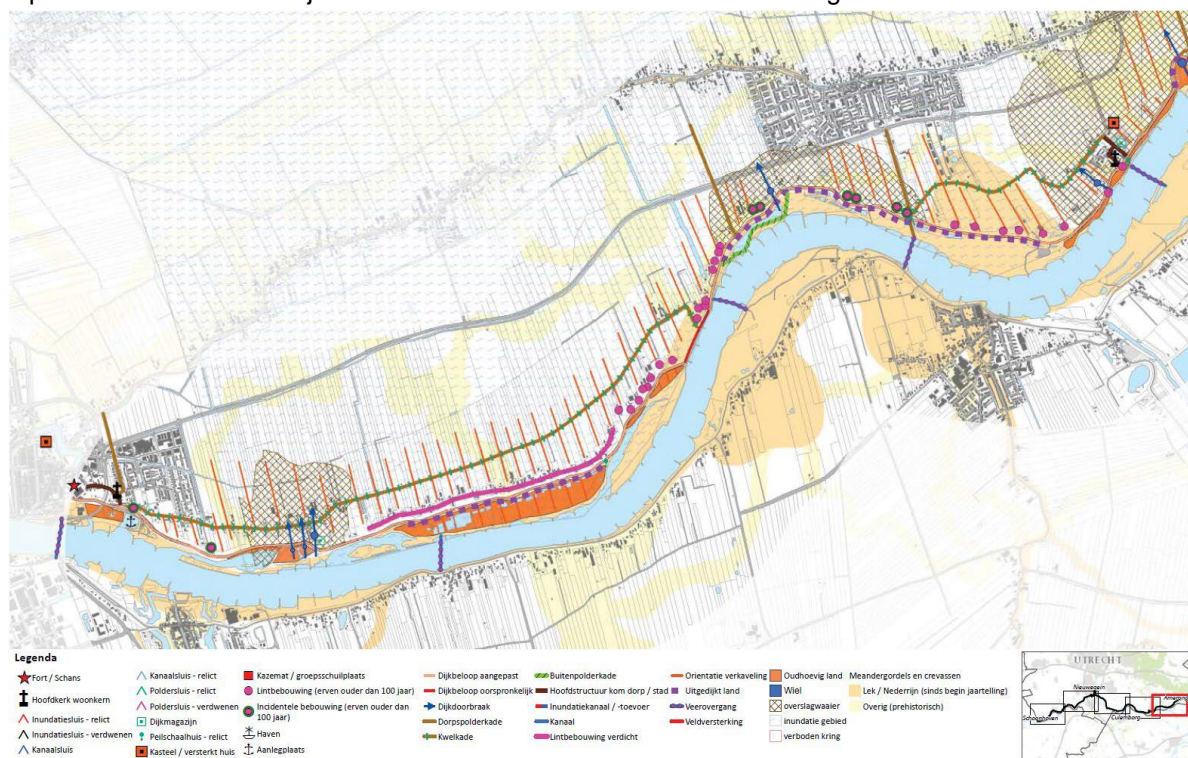 Legenda
Fort / Schans
Hoofdkerk woonkern
Inundatiesluis - relict
Inundatiesluis - verdwenen
Kanaalsluis
Kanaalsluis - relict
Poldersluis - relict
Poldersluis - verdwenen
Dijkmagazijn
Peilschaalhuis - relict
Kasteel / versterkt huis
Kazemat / groepsschuilplaats
Lintbebouwing (erven ouder dan 100 jaar)
Incidentele bebouwing (erven ouder dan
100 jaar)
Haven
Aanlegplaats
Dijkbeloop aangepast
Dijkbeloop oorspronkelijk
Dijkdoorbraak
Dorpspolderkade
Kwelkade
Buitenpolderkade
Hoofdstructuur kom dorp / stad
Inundatiekanaal / -toevoer
Kanaal
Lintbebouwing verdicht
Orientatie verkaveling
Uitgedijkt land
Veerovergang
Veldversterking
Oudhoevig land
Wiel
overslagwaaier
inundatie gebied
verboden kring
Meandergordels en crevassen
Lek / Nederrijn (sinds begin jaartelling)
Overig (prehistorisch)
UTRECHT
Nieuwegein
Amerongen
Schoonhoven
Culemborg